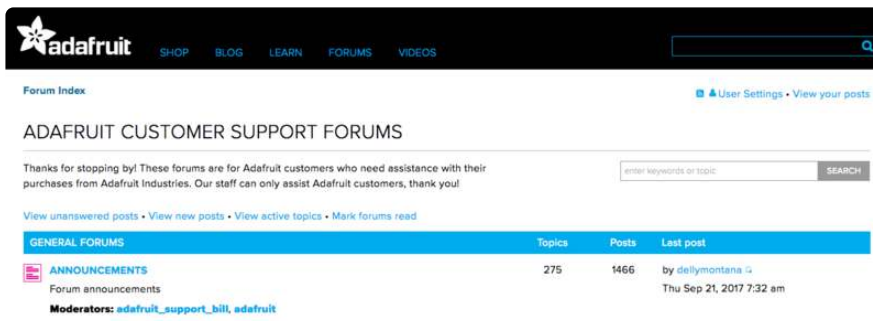 adafruit SHOP BLOG LEARN FORUMS VIDEOS
Forum Index
User Settings • View your posts
ADAFRUIT CUSTOMER SUPPORT FORUMS
Thanks for stopping by! These forums are for Adafruit customers who need assistance with their
purchases from Adafruit Industries. Our staff can only assist Adafruit customers, thank you!
enter keywords or topic SEARCH
View unanswered posts • View new posts • View active topics • Mark forums read
GENERAL FORUMS Topics Posts Last post
ANNOUNCEMENTS 275 1466 by dellymontana
Forum announcements Thu Sep 21, 2017 7:32 am
Moderators: adafruit_support_bill, adafruit